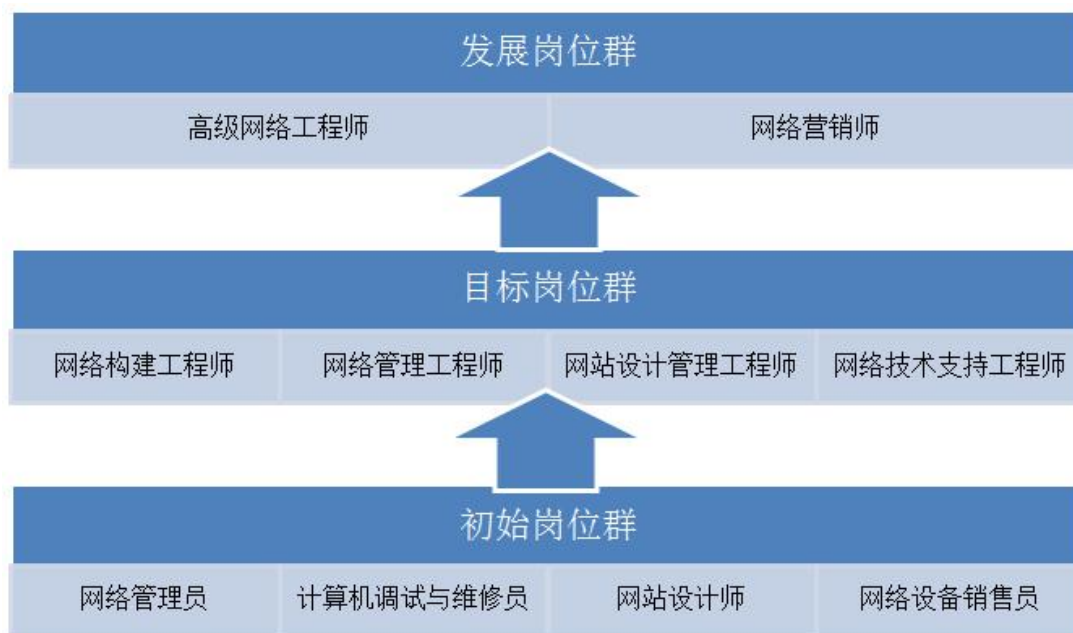 发展岗位群
高级网络工程师 网络营销师
目标岗位群
网络构建工程师 网络管理工程师 网站设计管理工程师 网络技术支持工程师
初始岗位群
网络管理员 计算机调试与维修员 网站设计师 网络设备销售员